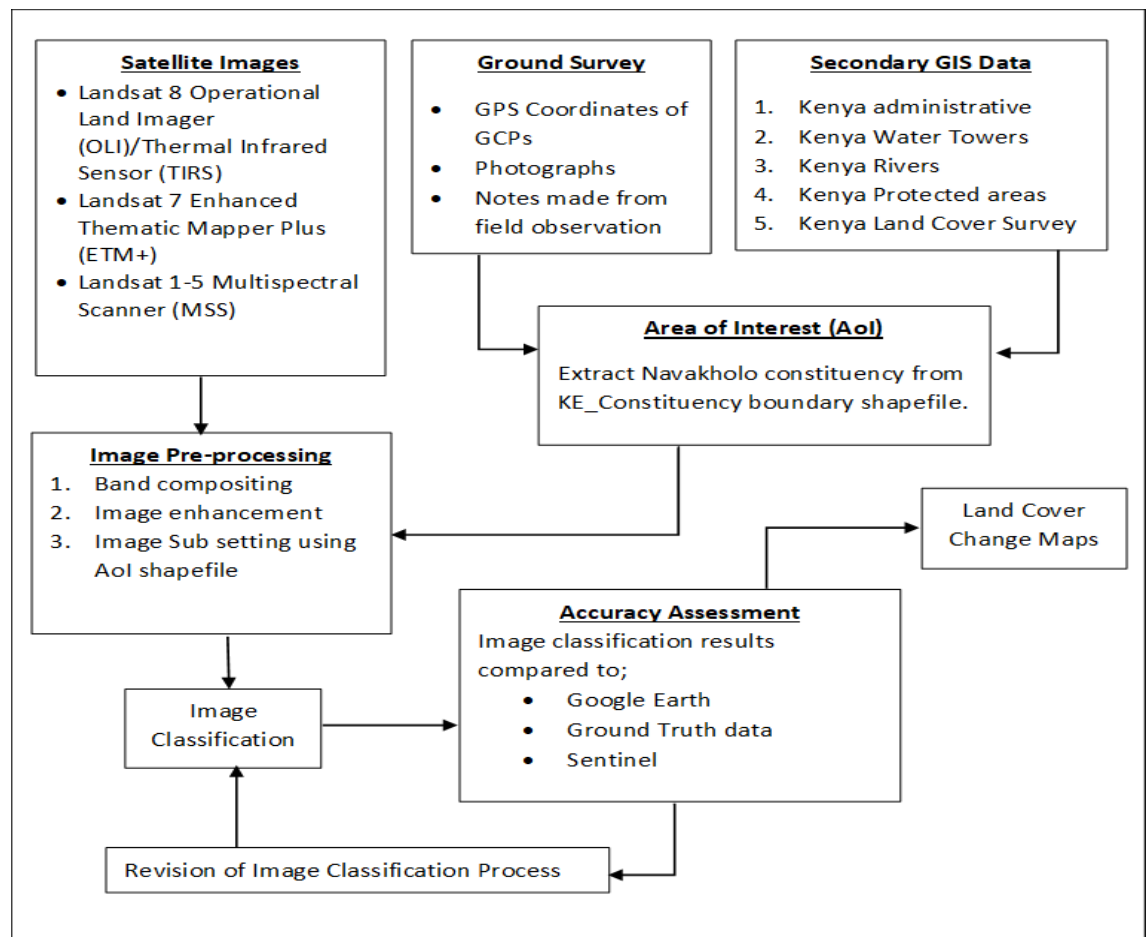 Satellite Images
• Landsat 8 Operational
Land Imager
(OLI)/Thermal Infrared
Sensor (TIRS)
• Landsat 7 Enhanced
Thematic Mapper Plus
(ETM+)
• Landsat 1-5 Multispectral
Scanner (MSS)
Ground Survey
• GPS Coordinates of
GCPs
• Photographs
• Notes made from
field observation
Secondary GIS Data
1. Kenya administrative
2. Kenya Water Towers
3. Kenya Rivers
4. Kenya Protected areas
5. Kenya Land Cover Survey
Area of Interest (AoI)
Extract Navakholo constituency from
KE_Constituency boundary shapefile.
Image Pre-processing
1. Band compositing
2. Image enhancement
3. Image Sub setting using
AoI shapefile
Land Cover
Change Maps
Accuracy Assessment
Image classification results
compared to;
• Google Earth
• Ground Truth data
• Sentinel
Image
Classification
Revision of Image Classification Process